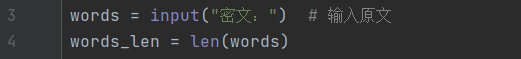 3 words = input("密文：")  # 输入原文
4 words_len = len(words)